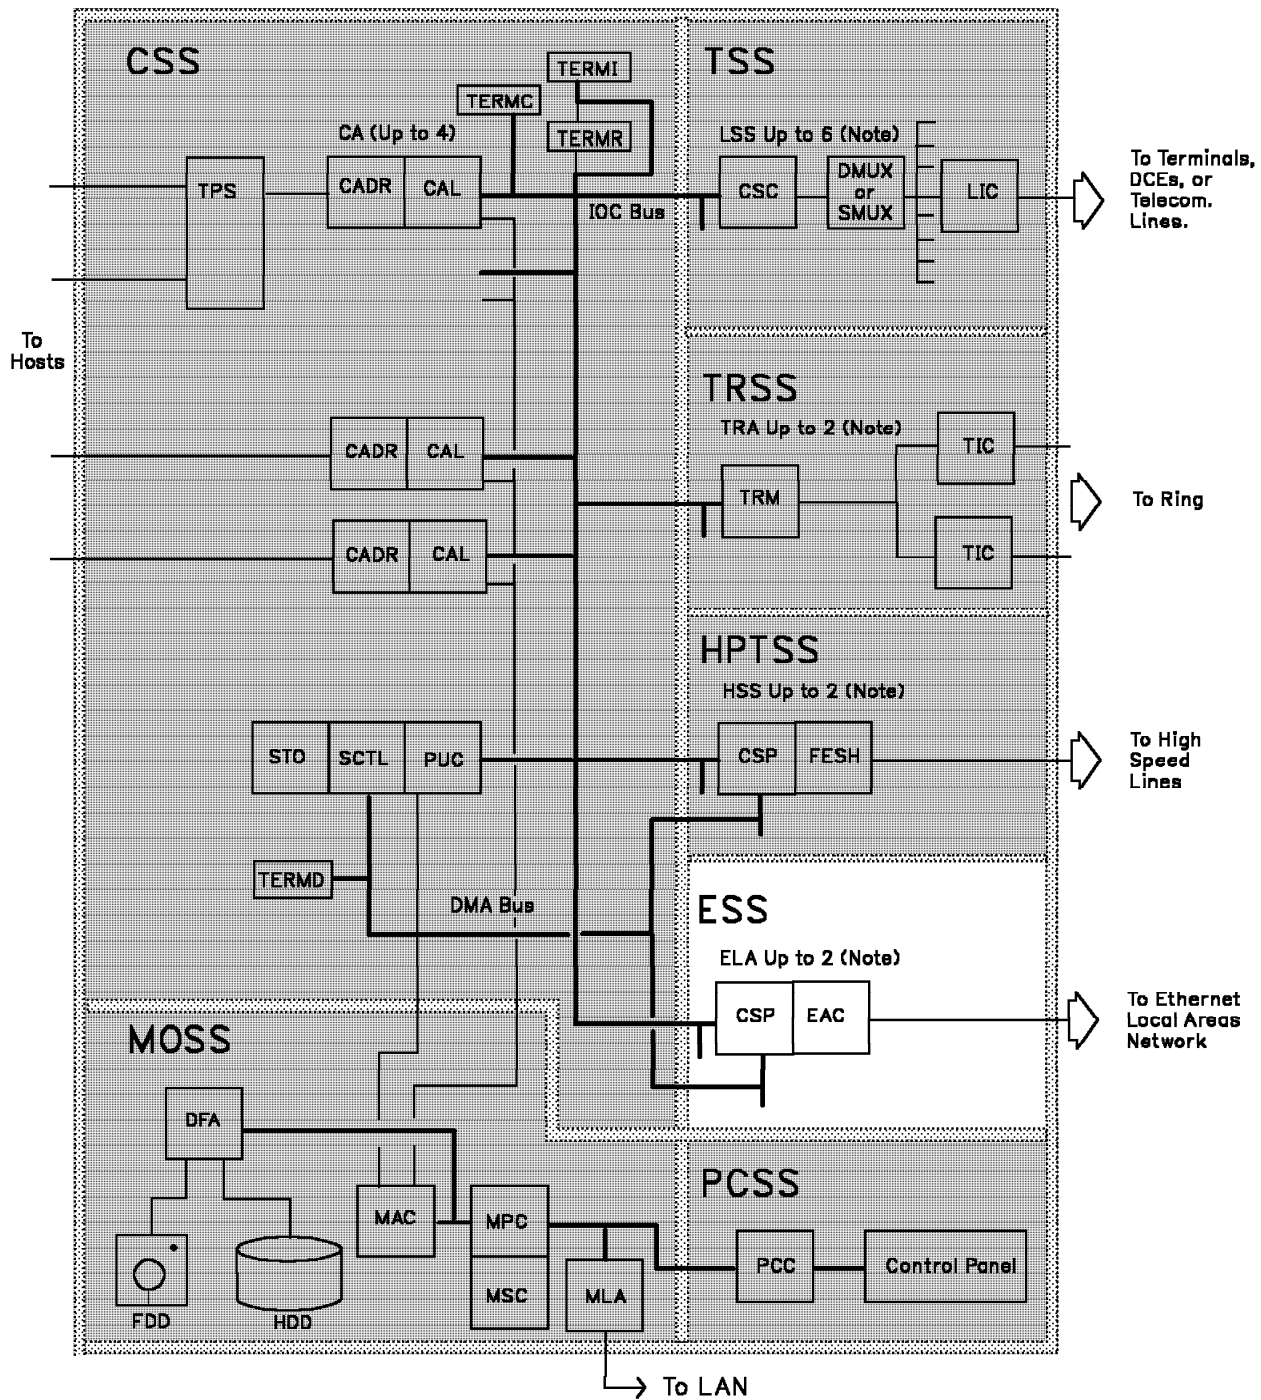 CSS
TERMI
TERMC
TERMR
CA (Up to 4)
TPS
CADR
CAL
IOC Bus
To
Hosts
CADR
CAL
CADR
CAL
STO
SCTL
PUC
TERMD
DMA Bus
TSS
LSS Up to 6 (Note)
CSC
DMUX
or
SMUX
LIC
To Terminals,
DCEs, or
Telecom.
Lines.
TRSS
TRA Up to 2 (Note)
TRM
TIC
TIC
To Ring
HPTSS
HSS Up to 2 (Note)
CSP
FESH
To High
Speed
Lines
ESS
ELA Up to 2 (Note)
CSP
EAC
To Ethernet
Local Areas
Network
MOSS
DFA
MAC
MPC
MSC
MLA
FDD
HDD
PCSS
PCC
Control Panel
To LAN